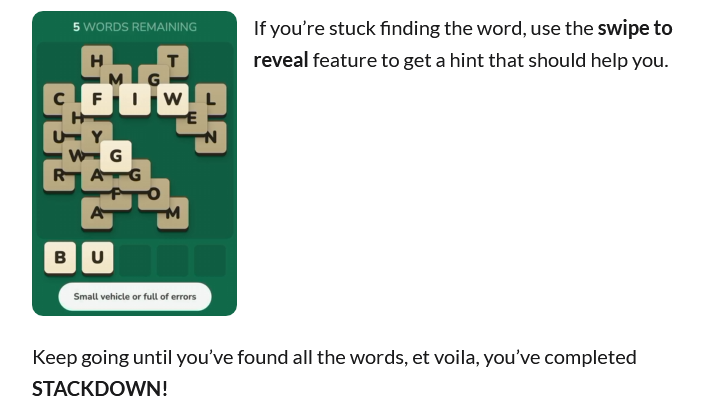 5 WORDS REMAINING
H T
M G
C F I W L
H E
U Y N
W G
R A G
F O
A M
B U
Small vehicle or full of errors
If you’re stuck finding the word, use the swipe to
reveal feature to get a hint that should help you.
Keep going until you’ve found all the words, et voila, you’ve completed
STACKDOWN!